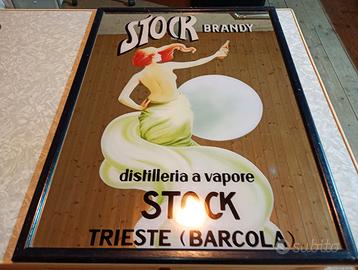 STOCK BRANDY
distilleria a vapore
STOCK
TRIESTE (BARCOLA)
subito